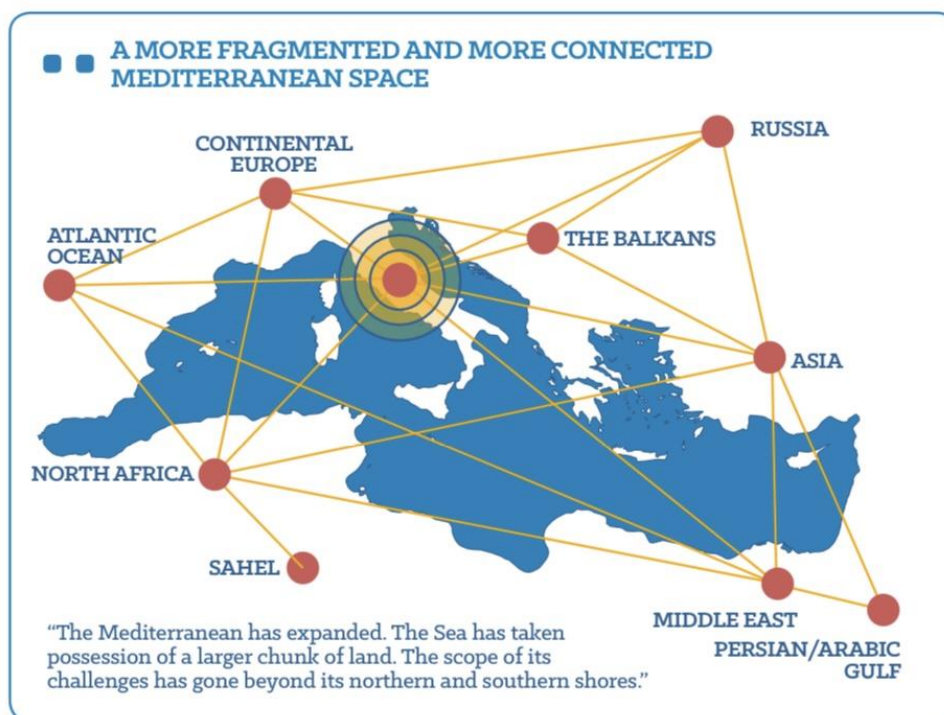 A MORE FRAGMENTED AND MORE CONNECTED
MEDITERRANEAN SPACE
RUSSIA
CONTINENTAL
EUROPE
ATLANTIC
OCEAN
THE BALKANS
ASIA
NORTH AFRICA
SAHEL
MIDDLE EAST
PERSIAN/ARABIC
GULF
“The Mediterranean has expanded. The Sea has taken
possession of a larger chunk of land. The scope of its
challenges has gone beyond its northern and southern shores.”